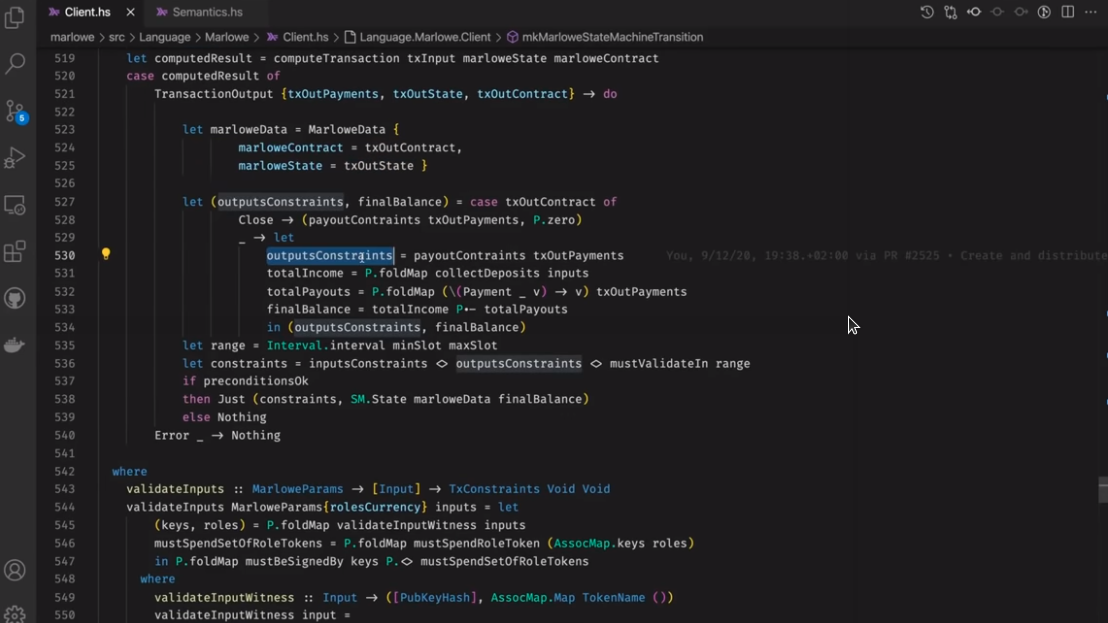 Client.hs × Semantics.hs
marlowe > src > Language > Marlowe > Client.hs > Language.Marlowe.Client > mkMarloweStateMachineTransition
519 let computedResult = computeTransaction txInput marloweState marloweContract
520 case computedResult of
521 TransactionOutput {txOutPayments, txOutState, txOutContract} → do
522
523 let marloweData = MarloweData {
524 marloweContract = txOutContract,
525 marloweState = txOutState }
526
527 let (outputsConstraints, finalBalance) = case txOutContract of
528 Close → (payoutContraints txOutPayments, P.zero)
529 _ → let
530 outputsConstraints = payoutContraints txOutPayments You, 9/12/20, 19:38.+02:00 via PR #2525 • Create and distribute
531 totalIncome = P.foldMap collectDeposits inputs
532 totalPayouts = P.foldMap (\(Payment _ v) → v) txOutPayments
533 finalBalance = totalIncome P.- totalPayouts
534 in (outputsConstraints, finalBalance)
535 let range = Interval.interval minSlot maxSlot
536 let constraints = inputsConstraints <> outputsConstraints <> mustValidateIn range
537 if preconditionsOk
538 then Just (constraints, SM.State marloweData finalBalance)
539 else Nothing
540 Error _ → Nothing
541
542 where
543 validateInputs :: MarloweParams → [Input] → TxConstraints Void Void
544 validateInputs MarloweParams{rolesCurrency} inputs = let
545 (keys, roles) = P.foldMap validateInputWitness inputs
546 mustSpendSetOfRoleTokens = P.foldMap mustSpendRoleToken (AssocMap.keys roles)
547 in P.foldMap mustBeSignedBy keys P.<> mustSpendSetOfRoleTokens
548 where
549 validateInputWitness :: Input → ([PubKeyHash], AssocMap.Map TokenName ())
550 validateInputWitness input =
5